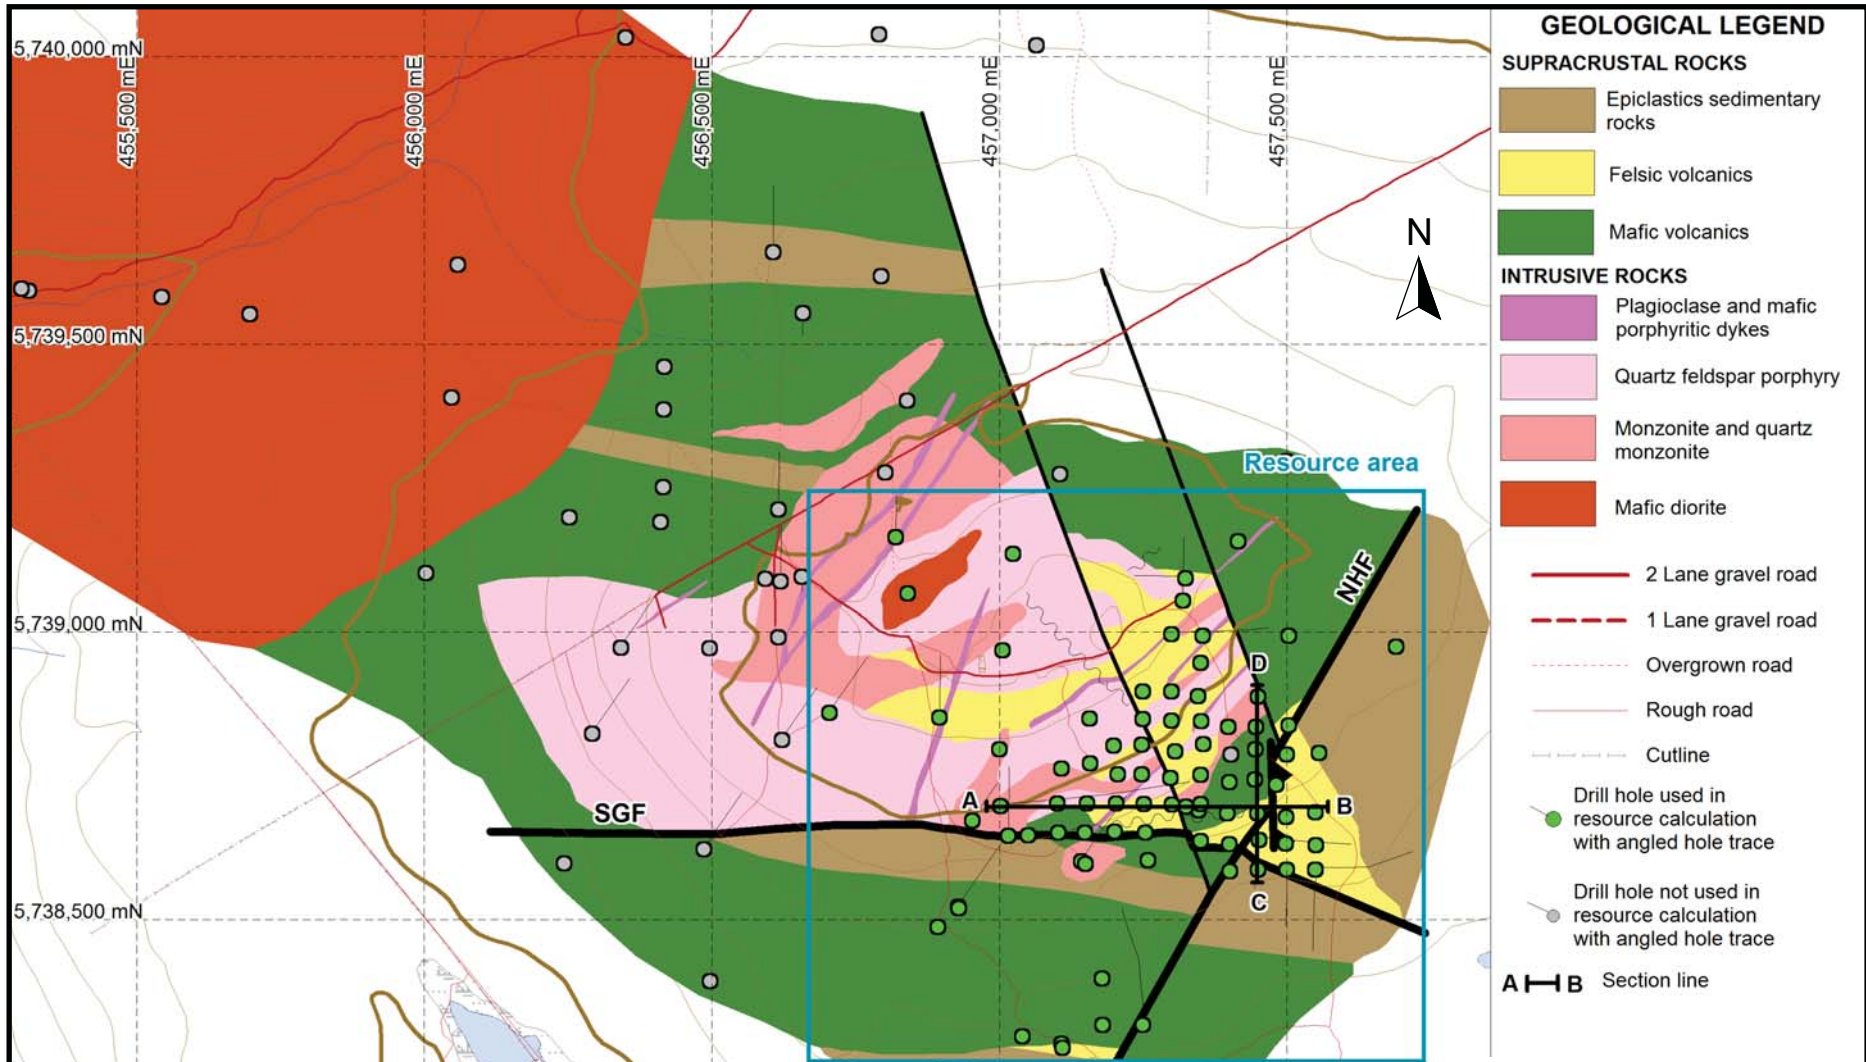 5,740,000 mN
5,739,500 mN
5,739,000 mN
5,738,500 mN
455,500 mE
456,000 mE
456,500 mE
457,000 mE
457,500 mE
N
Resource area
NHF
SGF
A
B
D
C
GEOLOGICAL LEGEND
SUPRACRUSTAL ROCKS
Epiclastics sedimentary
rocks
Felsic volcanics
Mafic volcanics
INTRUSIVE ROCKS
Plagioclase and mafic
porphyritic dykes
Quartz feldspar porphyry
Monzonite and quartz
monzonite
Mafic diorite
2 Lane gravel road
1 Lane gravel road
Overgrown road
Rough road
Cutline
Drill hole used in
resource calculation
with angled hole trace
Drill hole not used in
resource calculation
with angled hole trace
A B Section line